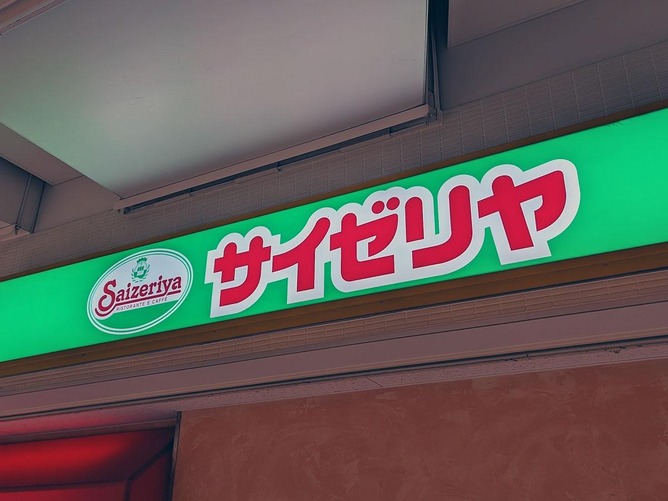 Saizeriya
RISTORANTE E CAFFÈ
サイゼリヤ